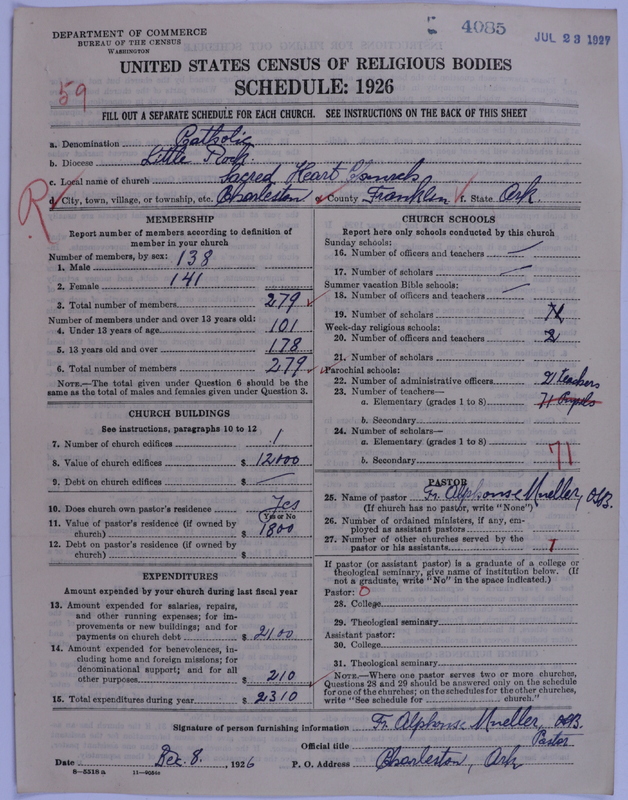 DEPARTMENT OF COMMERCE
BUREAU OF THE CENSUS
WASHINGTON
4085
JUL 23 1927
UNITED STATES CENSUS OF RELIGIOUS BODIES
SCHEDULE: 1926
59
FILL OUT A SEPARATE SCHEDULE FOR EACH CHURCH. SEE INSTRUCTIONS ON THE BACK OF THIS SHEET
a. Denomination Catholic
b. Diocese Little Rock.
c. Local name of church Sacred Heart Church
R
d. City, town, village, or township, etc. Charleston e. County Franklin f. State Ark.
MEMBERSHIP
Report number of members according to definition of
member in your church
Number of members, by sex:
1. Male 138
2. Female 141
3. Total number of members 279
Number of members under and over 13 years old:
4. Under 13 years of age 101
5. 13 years old and over 178
6. Total number of members 279
NOTE.—The total given under Question 6 should be the
same as the total of males and females given under Question 3.
CHURCH BUILDINGS
See instructions, paragraphs 10 to 12
7. Number of church edifices 1
8. Value of church edifices $ 12000
9. Debt on church edifices $ —
10. Does church own pastor's residence Yes
(Yes or No)
11. Value of pastor's residence (if owned by
church) $ 1800
12. Debt on pastor's residence (if owned by
church) $
EXPENDITURES
Amount expended by your church during last fiscal year
13. Amount expended for salaries, repairs,
and other running expenses; for im-
provements or new buildings; and for
payments on church debt $ 2100
14. Amount expended for benevolences, in-
cluding home and foreign missions; for
denominational support; and for all
other purposes $ 210
15. Total expenditures during year $ 2310
CHURCH SCHOOLS
Report here only schools conducted by this church
Sunday schools:
16. Number of officers and teachers —
17. Number of scholars —
Summer vacation Bible schools:
18. Number of officers and teachers —
19. Number of scholars 71
Week-day religious schools:
20. Number of officers and teachers 2
21. Number of scholars
Parochial schools:
22. Number of administrative officers 2 teachers
23. Number of teachers—
a. Elementary (grades 1 to 8) 71 Pupils
b. Secondary
24. Number of scholars—
a. Elementary (grades 1 to 8) 71
b. Secondary
PASTOR
25. Name of pastor Fr. Alphonse Mueller, O.S.B.
(If church has no pastor, write "None")
26. Number of ordained ministers, if any, em-
ployed as assistant pastors
27. Number of other churches served by the
pastor or his assistants 1
If pastor (or assistant pastor) is a graduate of a college or
theological seminary, give name of institution below. (If
not a graduate, write "No" in the space indicated.)
Pastor: 0
28. College
29. Theological seminary
Assistant pastor:
30. College
31. Theological seminary
NOTE.—Where one pastor serves two or more churches,
Questions 28 and 29 should be answered only on the schedule
for one of the churches; on the schedules for the other churches,
write "See schedule for church."
Signature of person furnishing information Fr. Alphonse Mueller, O.S.B.
Official title Pastor
Date Dec. 8, 1926 P. O. Address Charleston, Ark
8—5318 a 11—9051c